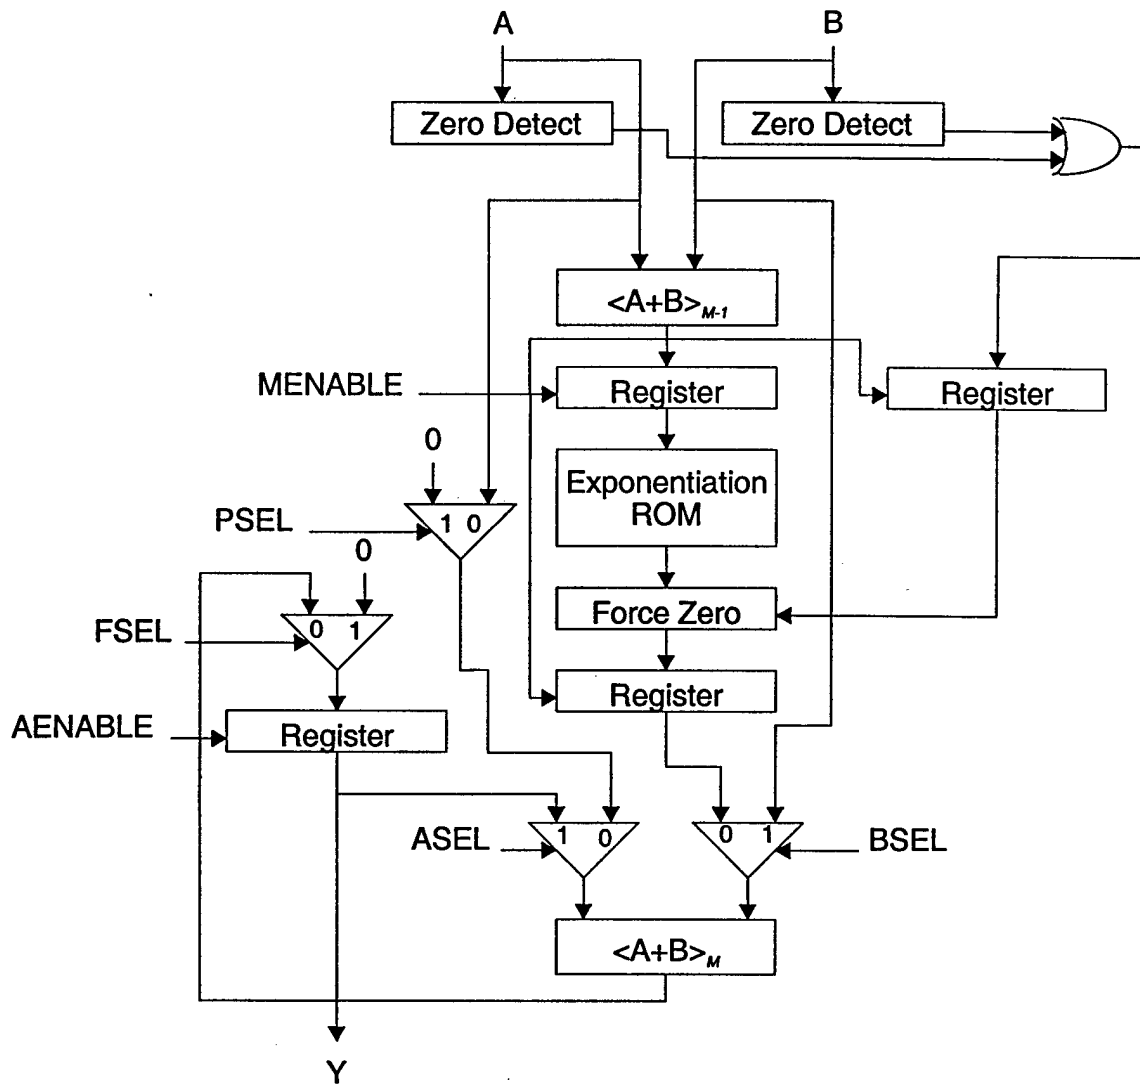 A B
Zero Detect Zero Detect
<A+B>M-1
MENABLE Register Register
0
Exponentiation
ROM
PSEL 1 0
0
FSEL 0 1 Force Zero
AENABLE Register Register
ASEL 1 0 0 1 BSEL
<A+B>M
Y